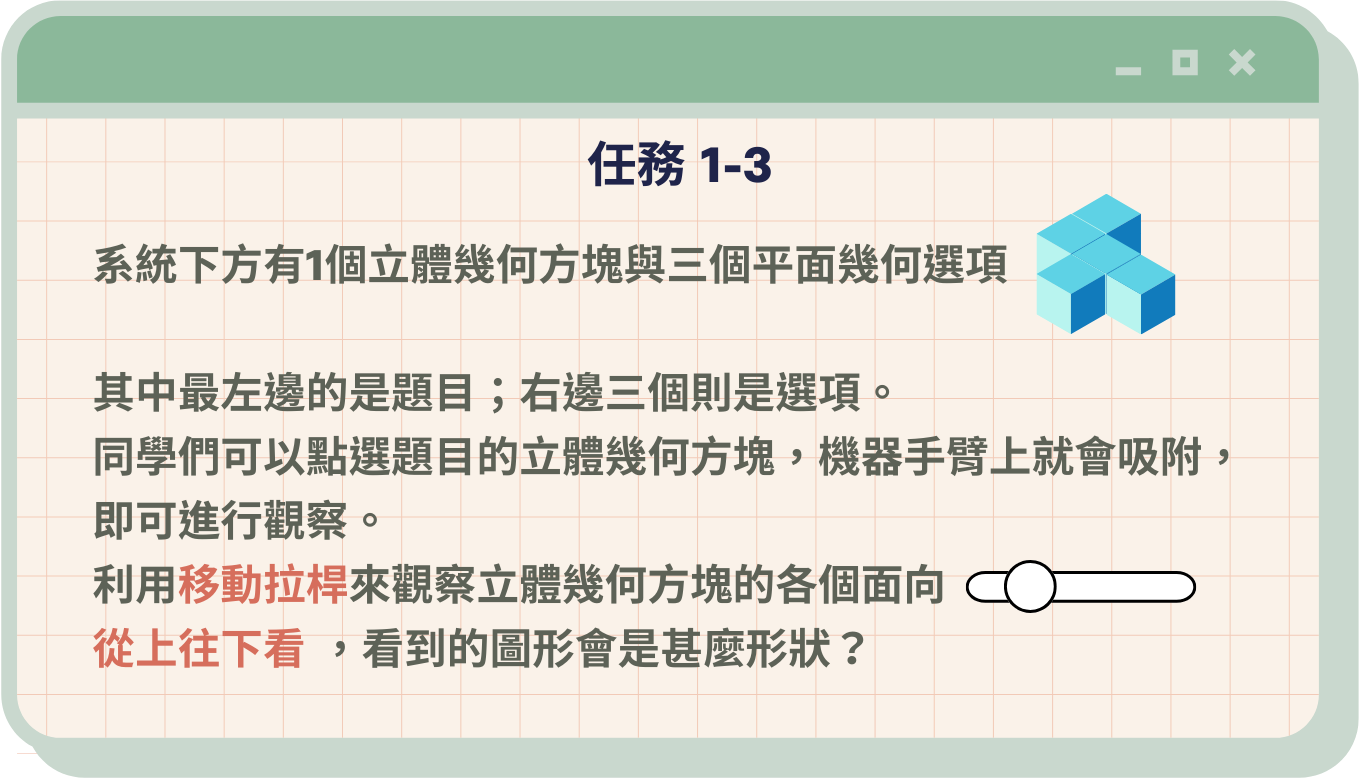 任務 1-3
系統下方有1個立體幾何方塊與三個平面幾何選項
其中最左邊的是題目；右邊三個則是選項。
同學們可以點選題目的立體幾何方塊，機器手臂上就會吸附，
即可進行觀察。
利用移動拉桿來觀察立體幾何方塊的各個面向
從上往下看 ，看到的圖形會是甚麼形狀？